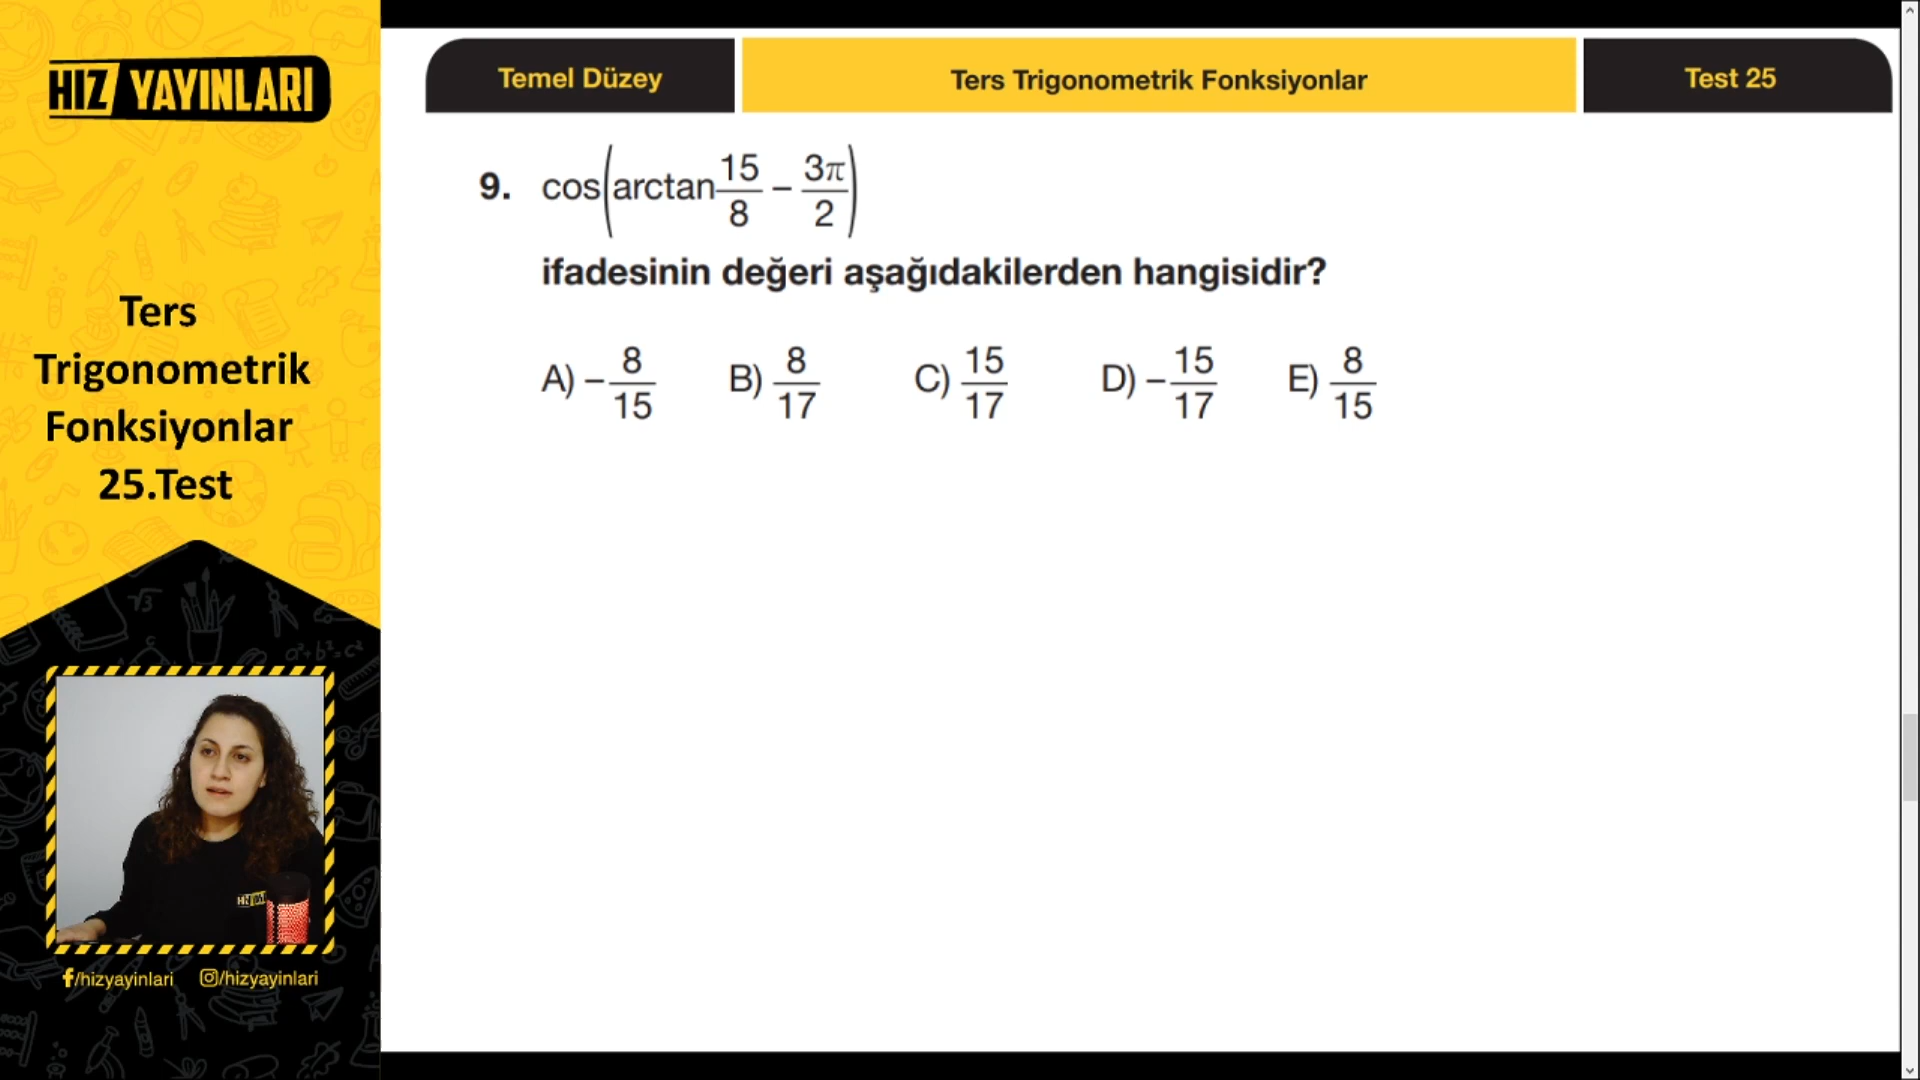 HIZ YAYINLARI
Ters
Trigonometrik
Fonksiyonlar
25.Test
f/hizyayinlari /hizyayinlari
Temel Düzey Ters Trigonometrik Fonksiyonlar Test 25
9. cos(arctan 15/8 − 3π/2)
ifadesinin değeri aşağıdakilerden hangisidir?
A) −8/15 B) 8/17 C) 15/17 D) −15/17 E) 8/15